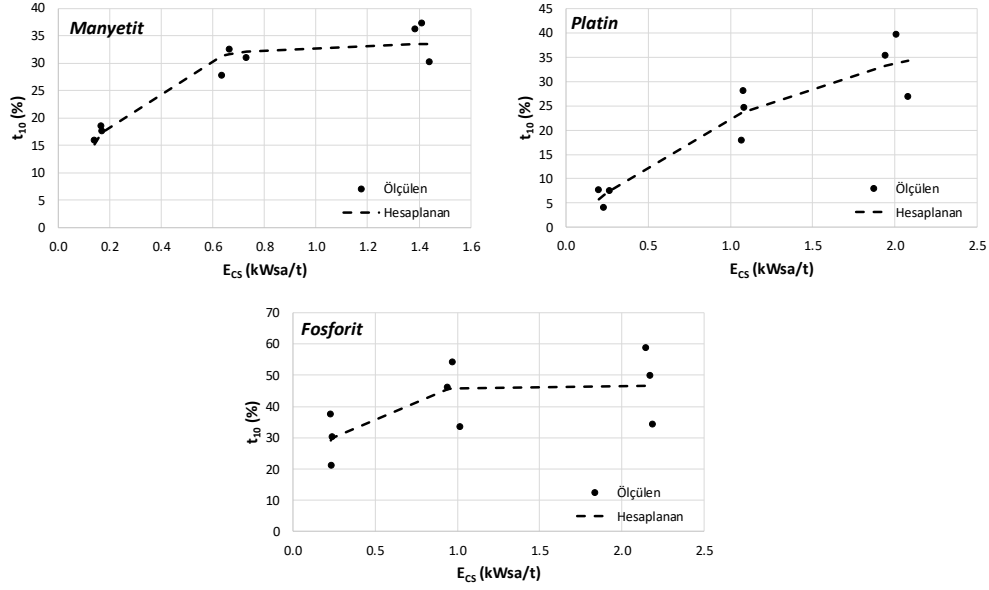 Manyetit
t10 (%)
40
35
30
25
20
15
10
5
0
0.0 0.2 0.4 0.6 0.8 1.0 1.2 1.4 1.6
ECS (kWsa/t)
Ölçülen
Hesaplanan
Platin
t10 (%)
45
40
35
30
25
20
15
10
5
0
0.0 0.5 1.0 1.5 2.0 2.5
ECS (kWsa/t)
Ölçülen
Hesaplanan
Fosforit
t10 (%)
70
60
50
40
30
20
10
0
0.0 0.5 1.0 1.5 2.0 2.5
ECS (kWsa/t)
Ölçülen
Hesaplanan